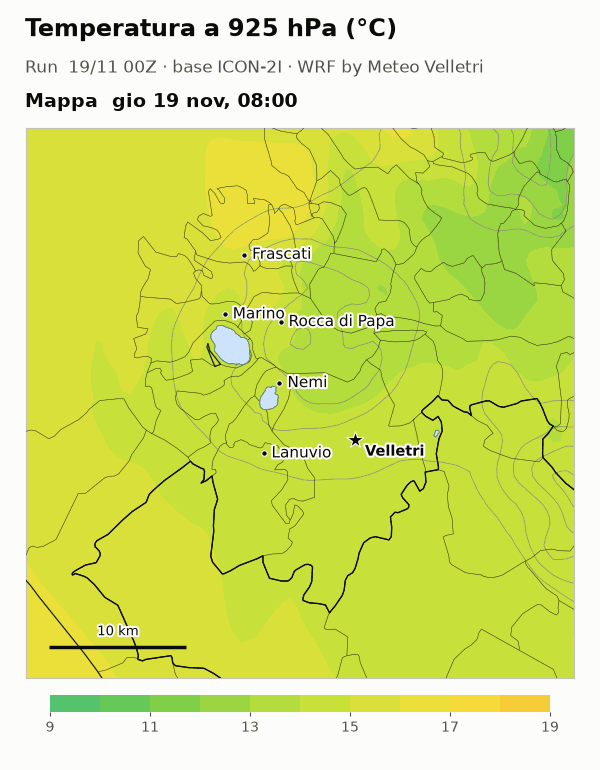 Temperatura a 925 hPa (°C)
Run  19/11 00Z · base ICON-2I · WRF by Meteo Velletri
Mappa  gio 19 nov, 08:00
Frascati
Marino
Rocca di Papa
Nemi
Velletri
Lanuvio
10 km
9 11 13 15 17 19